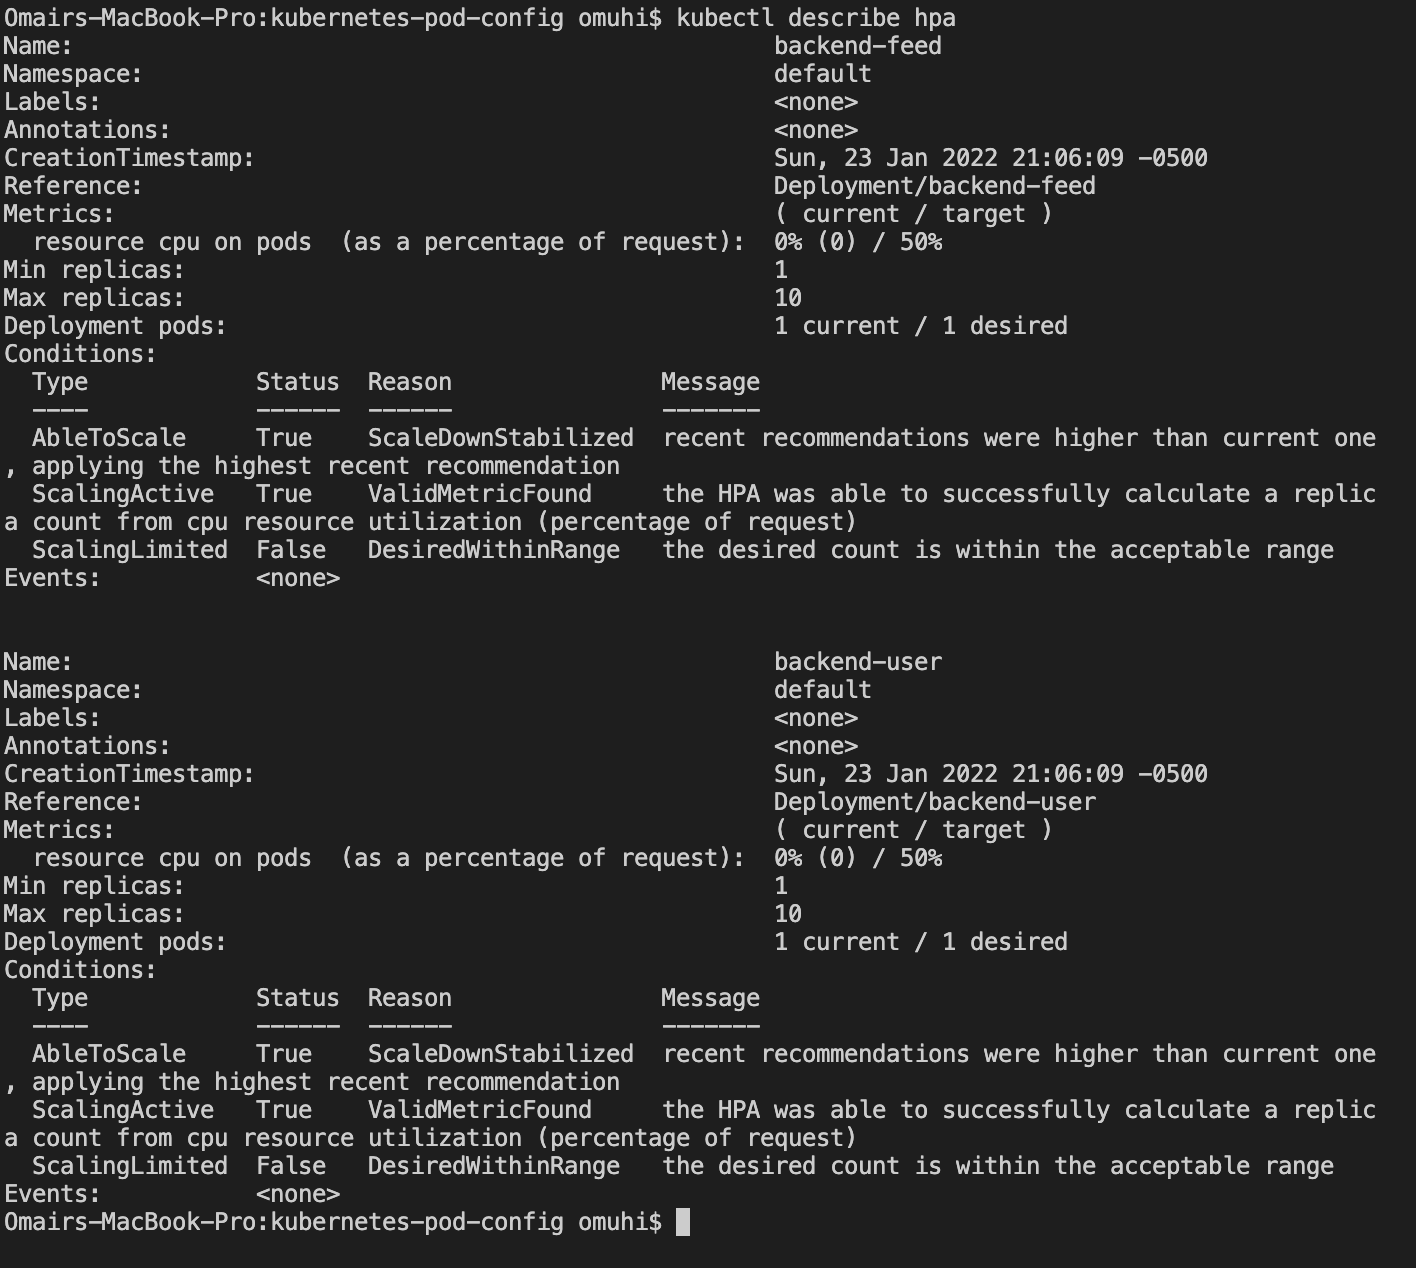 Omairs-MacBook-Pro:kubernetes-pod-config omuhi$ kubectl describe hpa
Name:                                                  backend-feed
Namespace:                                             default
Labels:                                                <none>
Annotations:                                           <none>
CreationTimestamp:                                     Sun, 23 Jan 2022 21:06:09 -0500
Reference:                                             Deployment/backend-feed
Metrics:                                               ( current / target )
  resource cpu on pods  (as a percentage of request):  0% (0) / 50%
Min replicas:                                          1
Max replicas:                                          10
Deployment pods:                                       1 current / 1 desired
Conditions:
  Type            Status  Reason               Message
  ----            ------  ------               -------
  AbleToScale     True    ScaleDownStabilized  recent recommendations were higher than current one
, applying the highest recent recommendation
  ScalingActive   True    ValidMetricFound     the HPA was able to successfully calculate a replic
a count from cpu resource utilization (percentage of request)
  ScalingLimited  False   DesiredWithinRange   the desired count is within the acceptable range
Events:           <none>


Name:                                                  backend-user
Namespace:                                             default
Labels:                                                <none>
Annotations:                                           <none>
CreationTimestamp:                                     Sun, 23 Jan 2022 21:06:09 -0500
Reference:                                             Deployment/backend-user
Metrics:                                               ( current / target )
  resource cpu on pods  (as a percentage of request):  0% (0) / 50%
Min replicas:                                          1
Max replicas:                                          10
Deployment pods:                                       1 current / 1 desired
Conditions:
  Type            Status  Reason               Message
  ----            ------  ------               -------
  AbleToScale     True    ScaleDownStabilized  recent recommendations were higher than current one
, applying the highest recent recommendation
  ScalingActive   True    ValidMetricFound     the HPA was able to successfully calculate a replic
a count from cpu resource utilization (percentage of request)
  ScalingLimited  False   DesiredWithinRange   the desired count is within the acceptable range
Events:           <none>
Omairs-MacBook-Pro:kubernetes-pod-config omuhi$